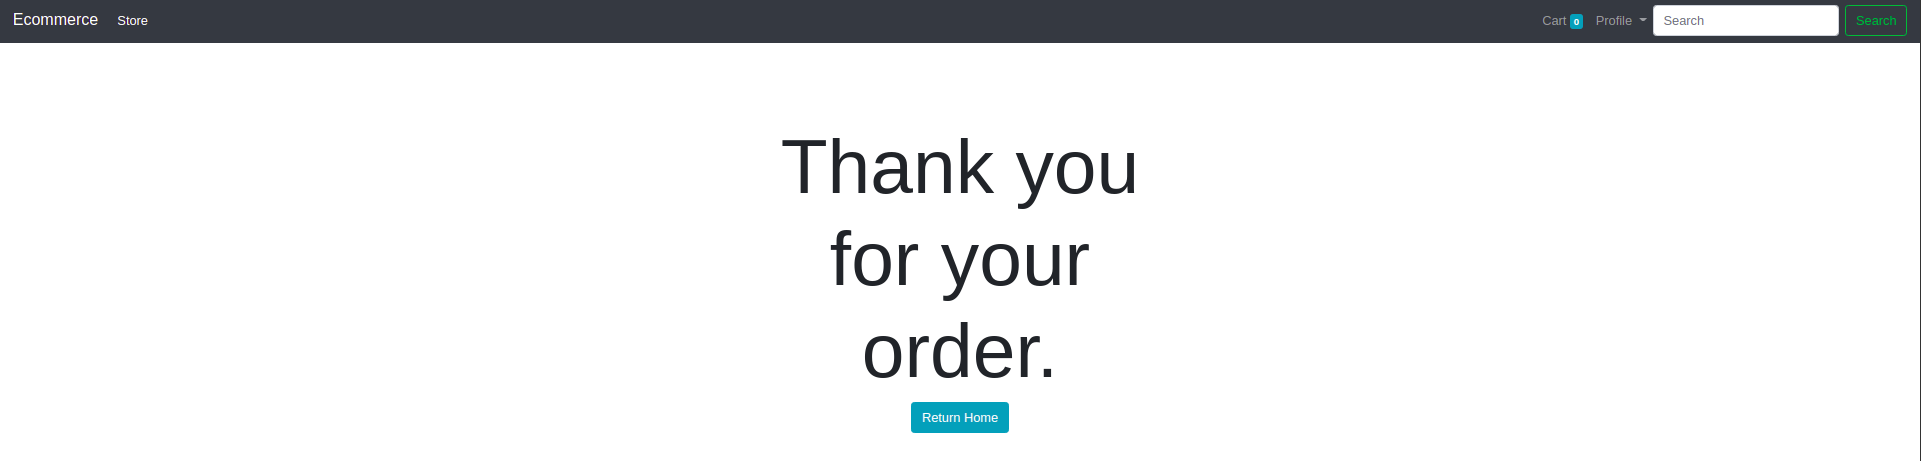 Ecommerce Store Cart 0 Profile Search Search
Thank you
for your
order.
Return Home